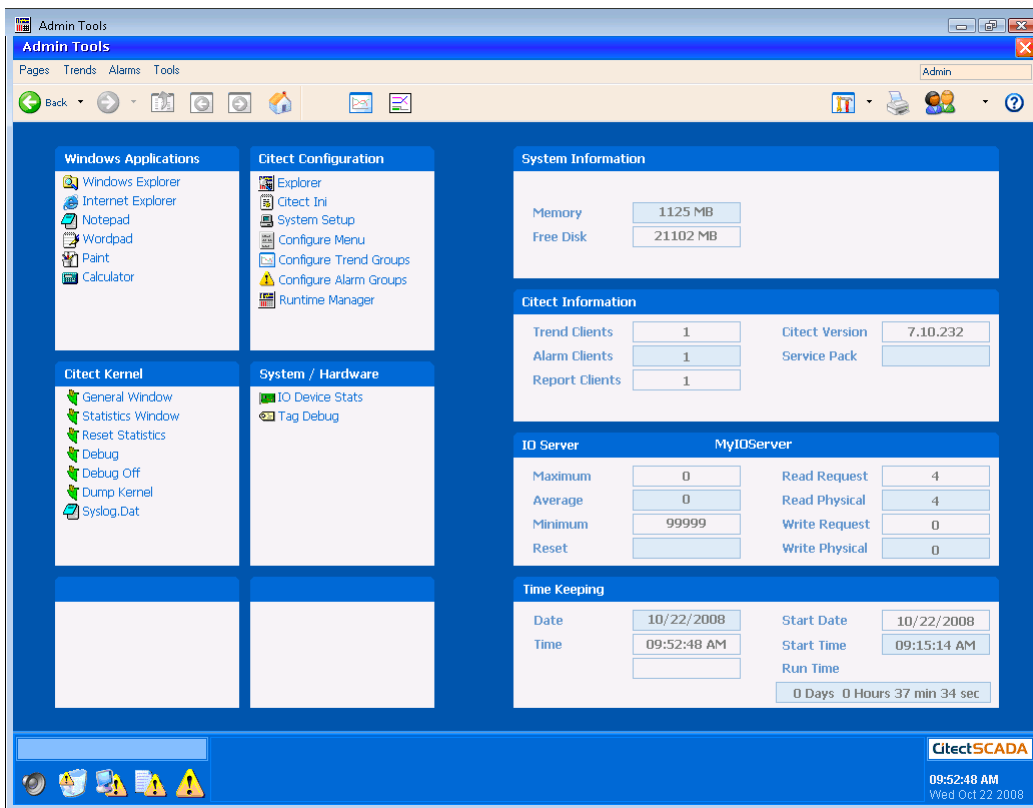 Admin Tools
Admin Tools
Pages Trends Alarms Tools
Admin
Back
Windows Applications
Windows Explorer
Internet Explorer
Notepad
Wordpad
Paint
Calculator
Citect Configuration
Explorer
Citect Ini
System Setup
Configure Menu
Configure Trend Groups
Configure Alarm Groups
Runtime Manager
Citect Kernel
General Window
Statistics Window
Reset Statistics
Debug
Debug Off
Dump Kernel
Syslog.Dat
System / Hardware
IO Device Stats
Tag Debug
System Information
Memory 1125 MB
Free Disk 21102 MB
Citect Information
Trend Clients 1 Citect Version 7.10.232
Alarm Clients 1 Service Pack
Report Clients 1
IO Server MyIOServer
Maximum 0 Read Request 4
Average 0 Read Physical 4
Minimum 99999 Write Request 0
Reset Write Physical 0
Time Keeping
Date 10/22/2008 Start Date 10/22/2008
Time 09:52:48 AM Start Time 09:15:14 AM
Run Time
0 Days 0 Hours 37 min 34 sec
CitectSCADA
09:52:48 AM
Wed Oct 22 2008